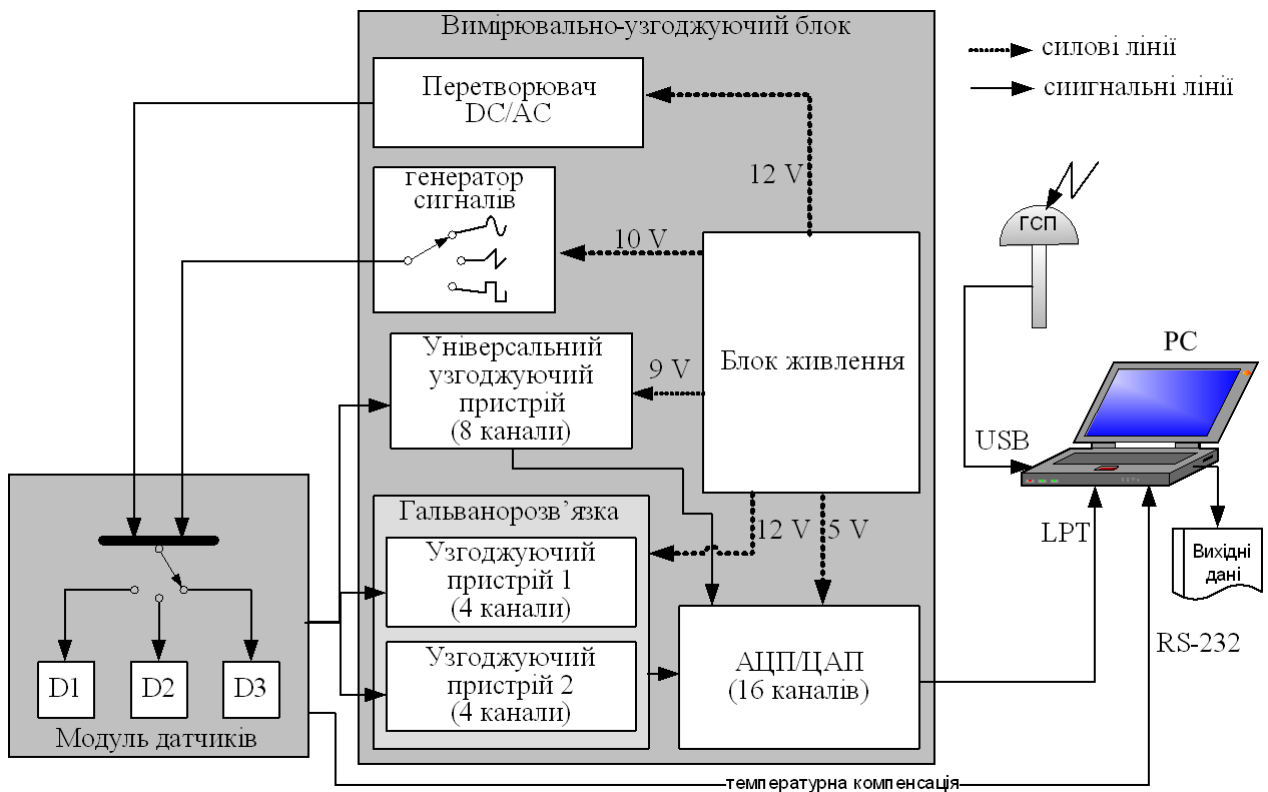 Вимірювально-узгоджуючий блок
силові лінії
сиигнальні лінії
Перетворювач
DC/AC
12 V
генератор
сигналів
10 V
ГСП
Універсальний
узгоджуючий
пристрій
(8 канали)
9 V
Блок живлення
PC
USB
Гальванорозв’язка
12 V
5 V
LPT
Узгоджуючий
пристрій 1
(4 канали)
Вихідні
дані
RS-232
Узгоджуючий
пристрій 2
(4 канали)
АЦП/ЦАП
(16 каналів)
D1
D2
D3
Модуль датчиків
температурна компенсація